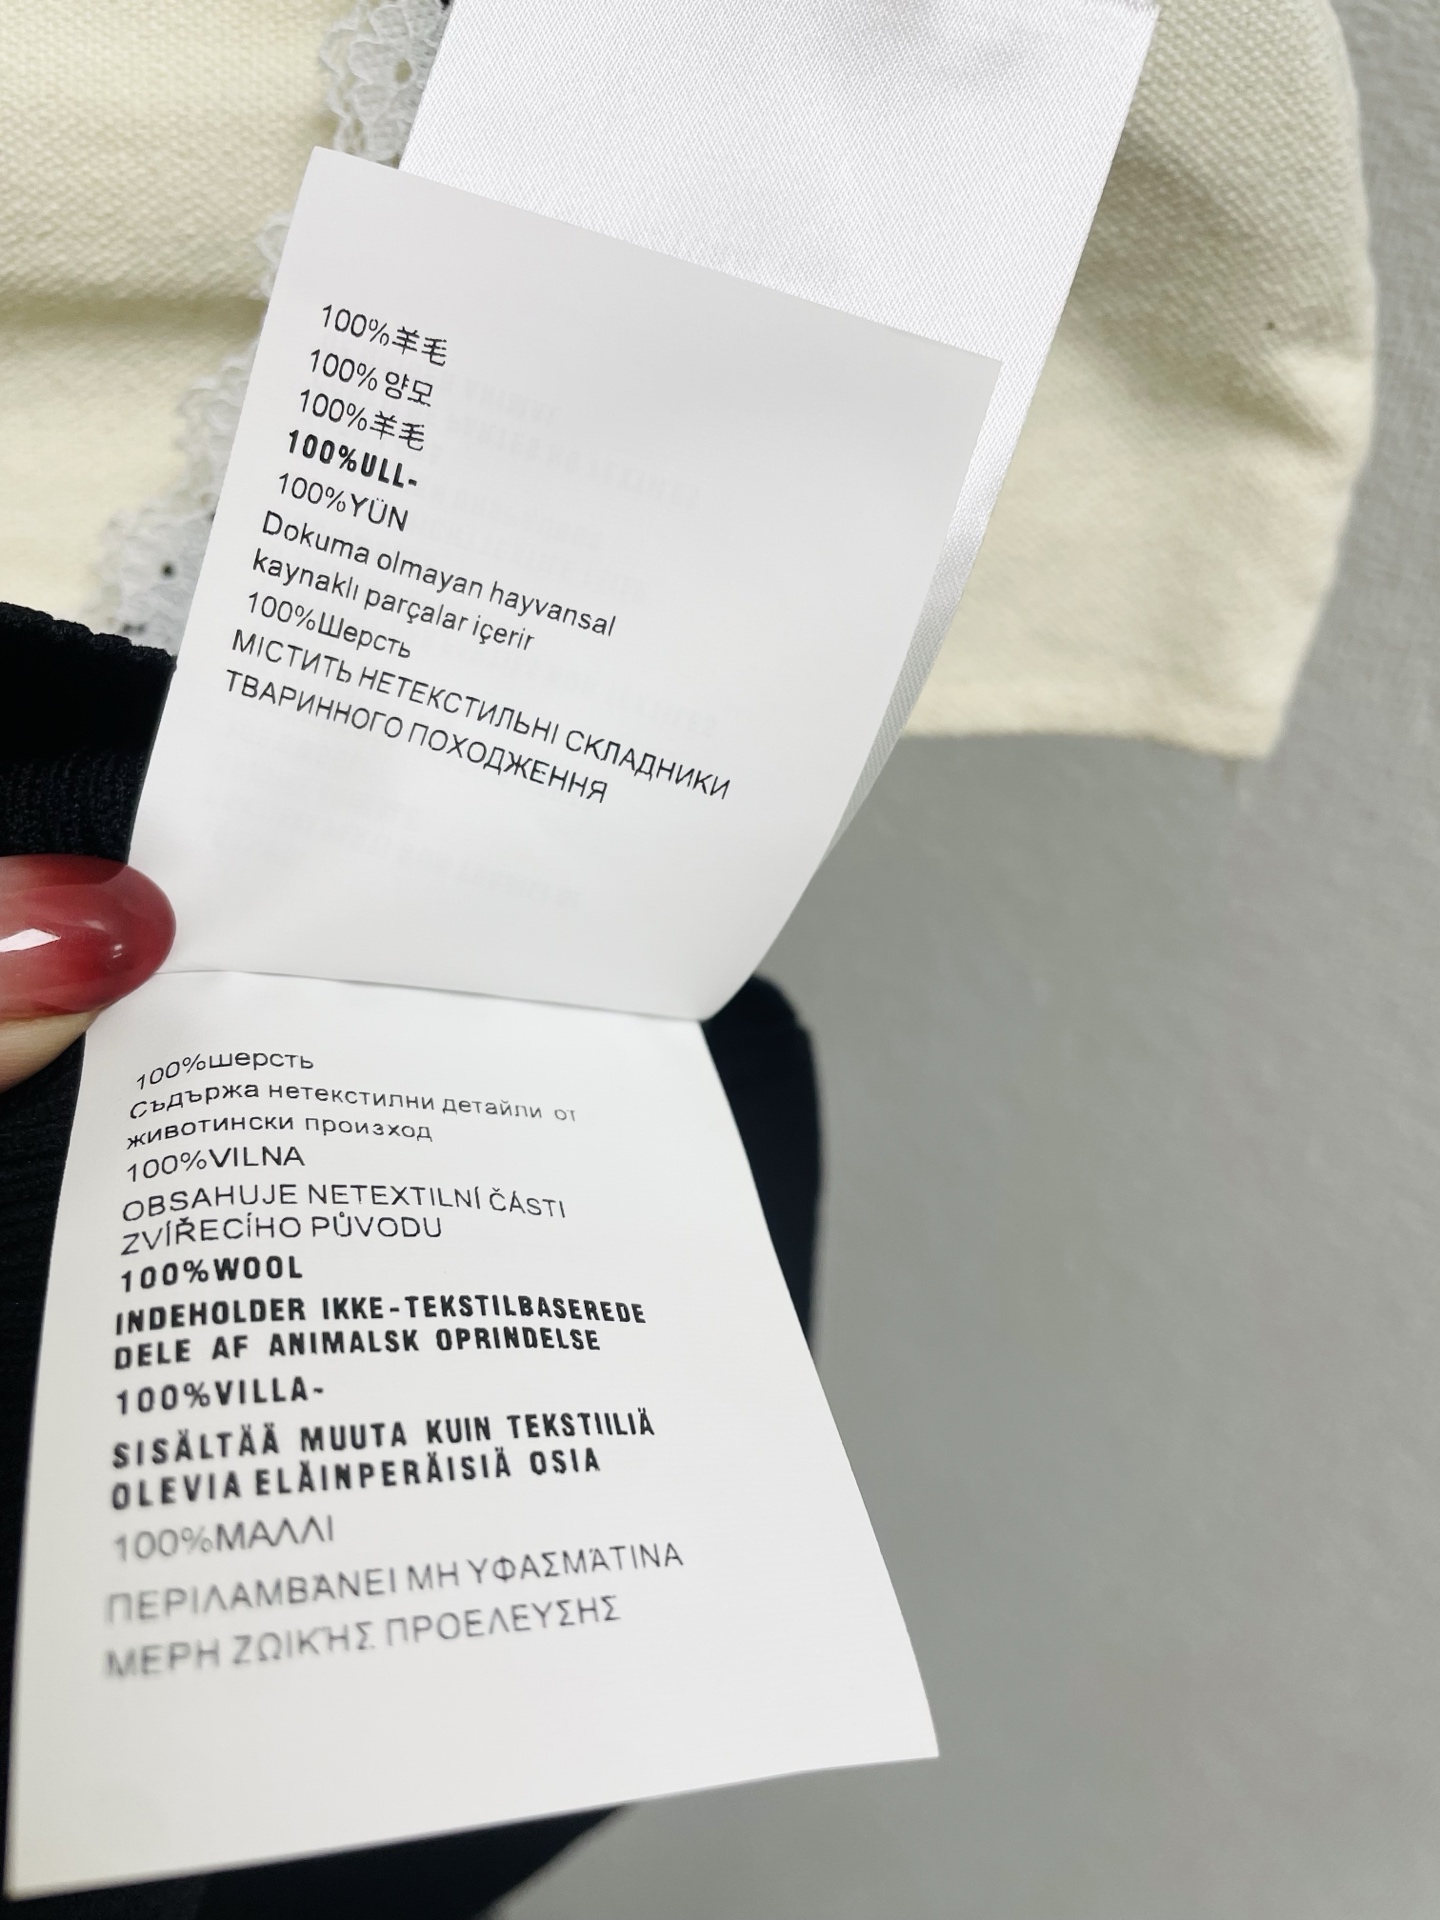 100%羊毛
100%양모
100%羊毛
100%ULL-
100%YÜN
Dokuma olmayan hayvansal
kaynaklı parçalar içerir
100%Шерсть
МІСТИТЬ НЕТЕКСТИЛЬНІ СКЛАДНИКИ
ТВАРИННОГО ПОХОДЖЕННЯ
100%шерсть
Съдържа нетекстилни детайли от
животински произход
100%VILNA
OBSAHUJE NETEXTILNÍ ČÁSTI
ZVÍŘECÍHO PŮVODU
100%WOOL
INDEHOLDER IKKE-TEKSTILBASEREDE
DELE AF ANIMALSK OPRINDELSE
100%VILLA-
SISÄLTÄÄ MUUTA KUIN TEKSTIILIÄ
OLEVIA ELÄINPERÄISIÄ OSIA
100%ΜΑΛΛΙ
ΠΕΡΙΛΑΜΒΆΝΕΙ ΜΗ ΥΦΑΣΜΆΤΙΝΑ
ΜΕΡΗ ΖΩΙΚΉΣ ΠΡΟΕΛΕΥΣΗΣ